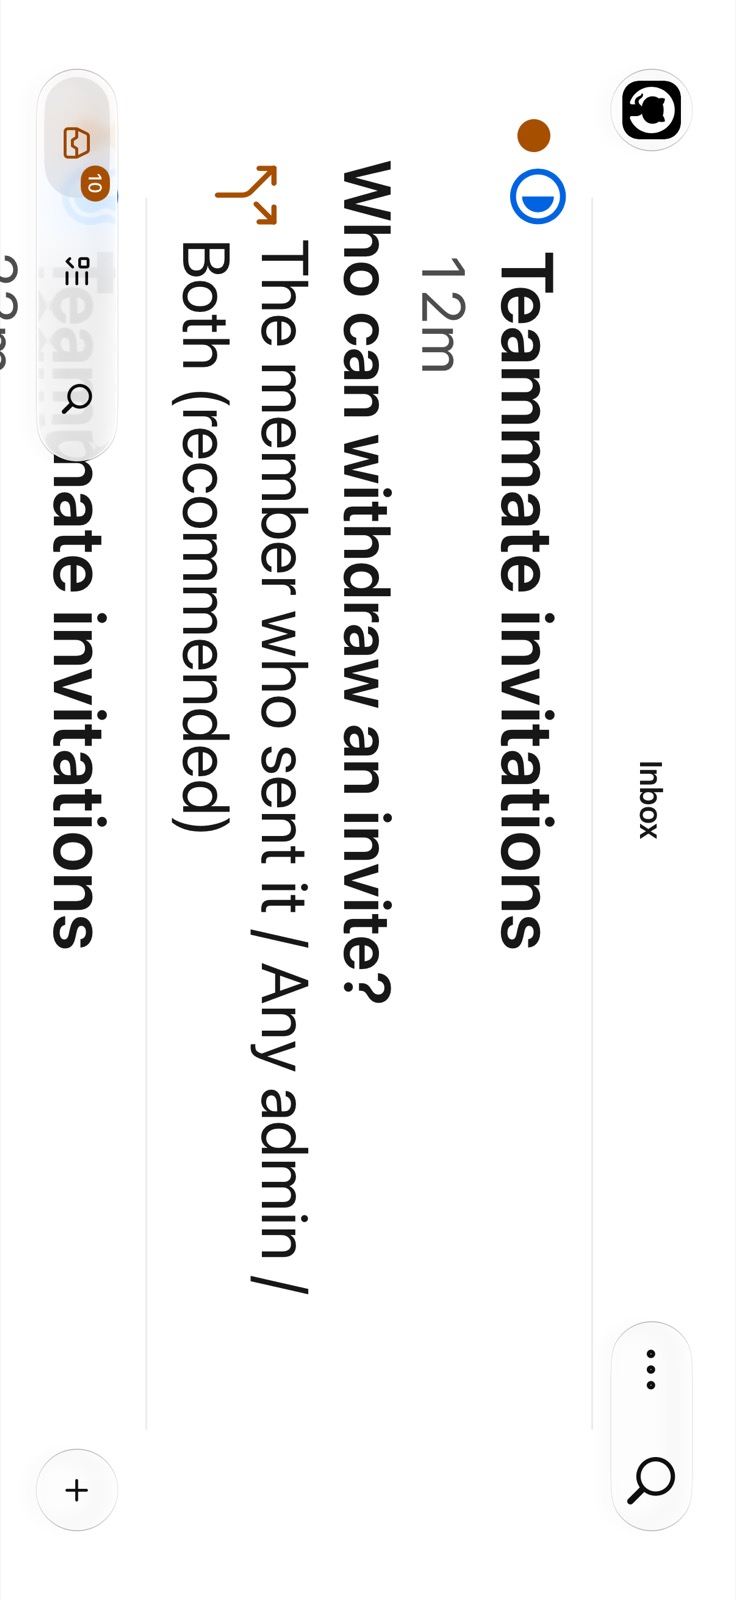 Inbox
Teammate invitations
12m
Who can withdraw an invite?
The member who sent it / Any admin /
Both (recommended)
10
Teammate invitations